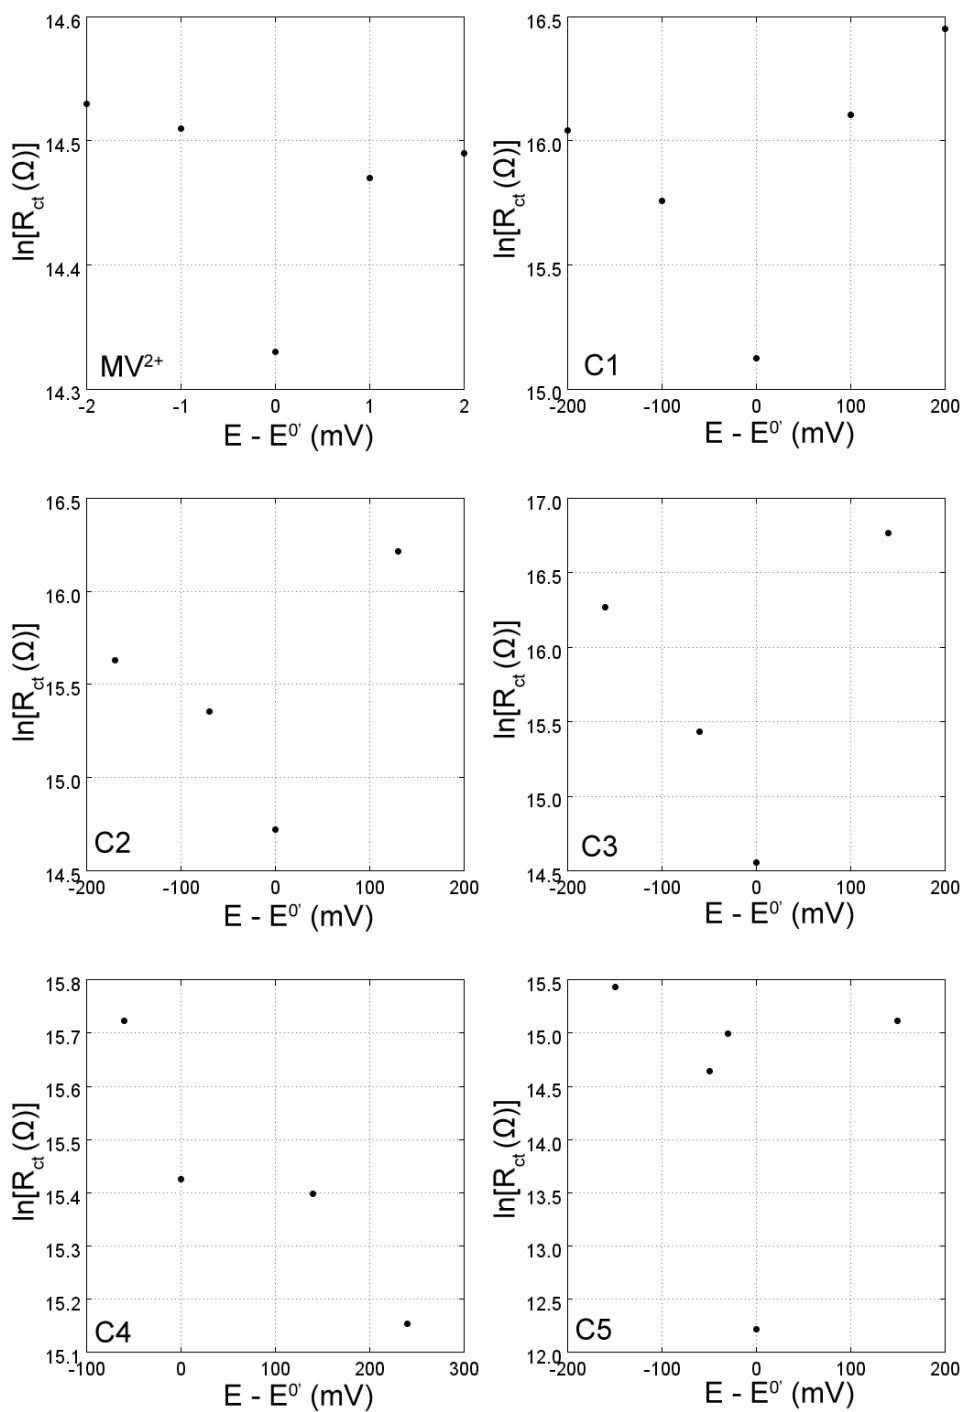 14.6
14.5
14.4
14.3
-2 -1 0 1 2
ln[R_ct (Ω)]
MV²⁺
E - E⁰' (mV)
16.5
16.0
15.5
15.0
-200 -100 0 100 200
ln[R_ct (Ω)]
C1
E - E⁰' (mV)
16.5
16.0
15.5
15.0
14.5
-200 -100 0 100 200
ln[R_ct (Ω)]
C2
E - E⁰' (mV)
17.0
16.5
16.0
15.5
15.0
14.5
-200 -100 0 100 200
ln[R_ct (Ω)]
C3
E - E⁰' (mV)
15.8
15.7
15.6
15.5
15.4
15.3
15.2
15.1
-100 0 100 200 300
ln[R_ct (Ω)]
C4
E - E⁰' (mV)
15.5
15.0
14.5
14.0
13.5
13.0
12.5
12.0
-200 -100 0 100 200
ln[R_ct (Ω)]
C5
E - E⁰' (mV)